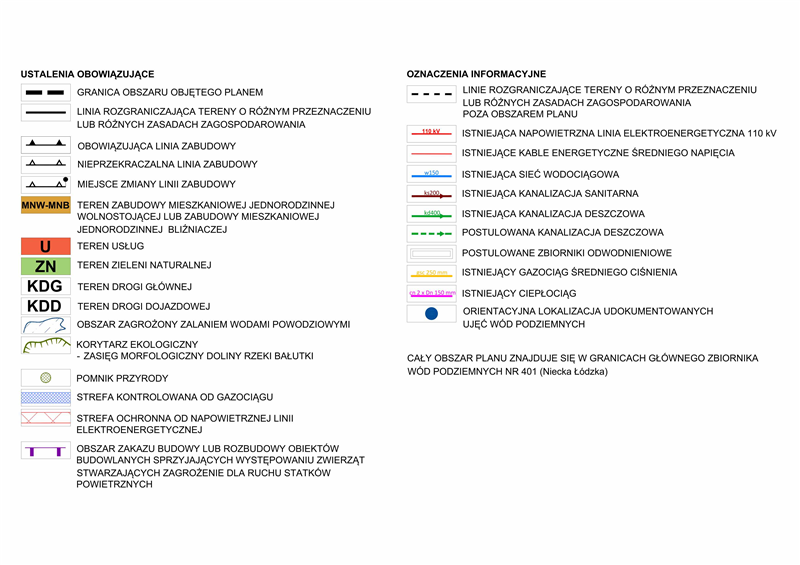 USTALENIA OBOWIĄZUJĄCE
GRANICA OBSZARU OBJĘTEGO PLANEM
LINIA ROZGRANICZAJĄCA TERENY O RÓŻNYM PRZEZNACZENIU
LUB RÓŻNYCH ZASADACH ZAGOSPODAROWANIA
OBOWIĄZUJĄCA LINIA ZABUDOWY
NIEPRZEKRACZALNA LINIA ZABUDOWY
MIEJSCE ZMIANY LINII ZABUDOWY
MNW-MNB TEREN ZABUDOWY MIESZKANIOWEJ JEDNORODZINNEJ
WOLNOSTOJĄCEJ LUB ZABUDOWY MIESZKANIOWEJ
JEDNORODZINNEJ BLIŹNIACZEJ
U TEREN USŁUG
ZN TEREN ZIELENI NATURALNEJ
KDG TEREN DROGI GŁÓWNEJ
KDD TEREN DROGI DOJAZDOWEJ
OBSZAR ZAGROŻONY ZALANIEM WODAMI POWODZIOWYMI
KORYTARZ EKOLOGICZNY
- ZASIĘG MORFOLOGICZNY DOLINY RZEKI BAŁUTKI
POMNIK PRZYRODY
STREFA KONTROLOWANA OD GAZOCIĄGU
STREFA OCHRONNA OD NAPOWIETRZNEJ LINII
ELEKTROENERGETYCZNEJ
OBSZAR ZAKAZU BUDOWY LUB ROZBUDOWY OBIEKTÓW
BUDOWLANYCH SPRZYJAJĄCYCH WYSTĘPOWANIU ZWIERZĄT
STWARZAJĄCYCH ZAGROŻENIE DLA RUCHU STATKÓW
POWIETRZNYCH
OZNACZENIA INFORMACYJNE
LINIE ROZGRANICZAJĄCE TERENY O RÓŻNYM PRZEZNACZENIU
LUB RÓŻNYCH ZASADACH ZAGOSPODAROWANIA
POZA OBSZAREM PLANU
110 kV ISTNIEJĄCA NAPOWIETRZNA LINIA ELEKTROENERGETYCZNA 110 kV
ISTNIEJĄCE KABLE ENERGETYCZNE ŚREDNIEGO NAPIĘCIA
w150 ISTNIEJĄCA SIEĆ WODOCIĄGOWA
ks200 ISTNIEJĄCA KANALIZACJA SANITARNA
kd400 ISTNIEJĄCA KANALIZACJA DESZCZOWA
POSTULOWANA KANALIZACJA DESZCZOWA
POSTULOWANE ZBIORNIKI ODWODNIENIOWE
gsc 250 mm ISTNIEJĄCY GAZOCIĄG ŚREDNIEGO CIŚNIENIA
cn 2 x Dn 150 mm ISTNIEJĄCY CIEPŁOCIĄG
ORIENTACYJNA LOKALIZACJA UDOKUMENTOWANYCH
UJĘĆ WÓD PODZIEMNYCH
CAŁY OBSZAR PLANU ZNAJDUJE SIĘ W GRANICACH GŁÓWNEGO ZBIORNIKA
WÓD PODZIEMNYCH NR 401 (Niecka Łódzka)